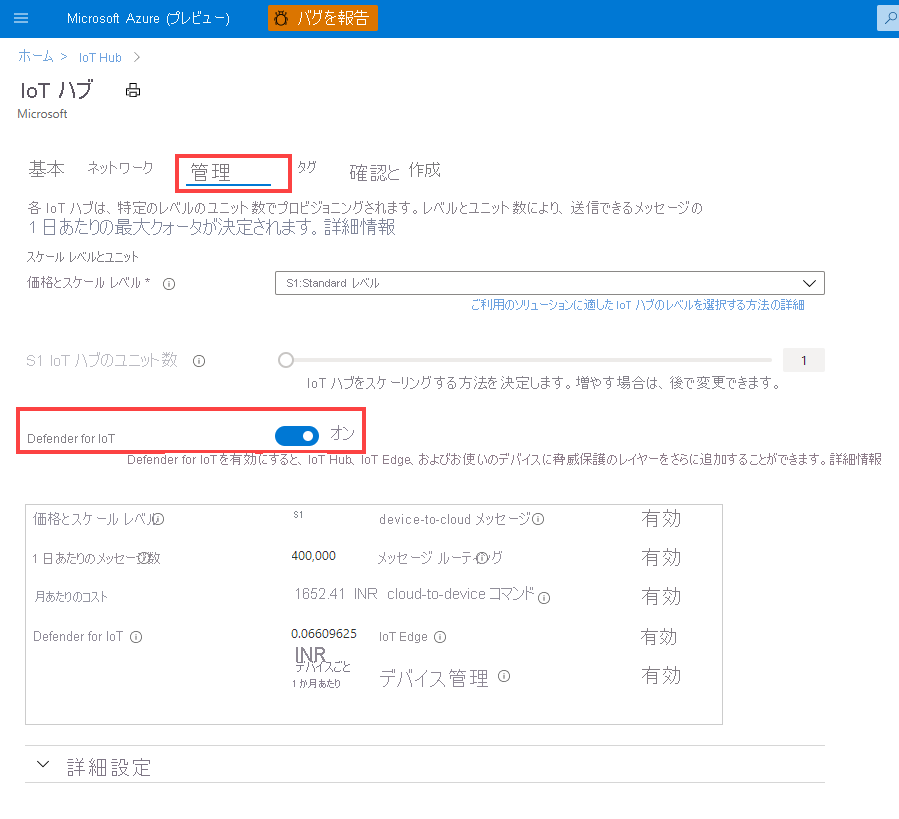 Microsoft Azure (プレビュー)
バグを報告
ホーム > IoT Hub >
IoT ハブ
Microsoft
基本 ネットワーク 管理 タグ 確認と 作成
各 IoT ハブは、特定のレベルのユニット数でプロビジョニングされます。レベルとユニット数により、送信できるメッセージの
1 日あたりの最大クォータが決定されます。詳細情報
スケール レベルとユニット
価格とスケール レベル *
S1:Standard レベル
ご利用のソリューションに適した IoT ハブのレベルを選択する方法の詳細
S1 IoT ハブのユニット数
1
IoT ハブをスケーリングする方法を決定します。増やす場合は、後で変更できます。
Defender for IoT オン
Defender for IoTを有効にすると、IoT Hub、IoT Edge、およびお使いのデバイスに脅威保護のレイヤーをさらに追加することができます。詳細情報
価格とスケール レベル S1 device-to-cloud メッセージ 有効
1 日あたりのメッセージ数 400,000 メッセージ ルーティング 有効
月あたりのコスト 1652.41 INR cloud-to-device コマンド 有効
Defender for IoT 0.06609625 IoT Edge 有効
INR
デバイスごと
1 か月あたり
デバイス管理 有効
詳細設定